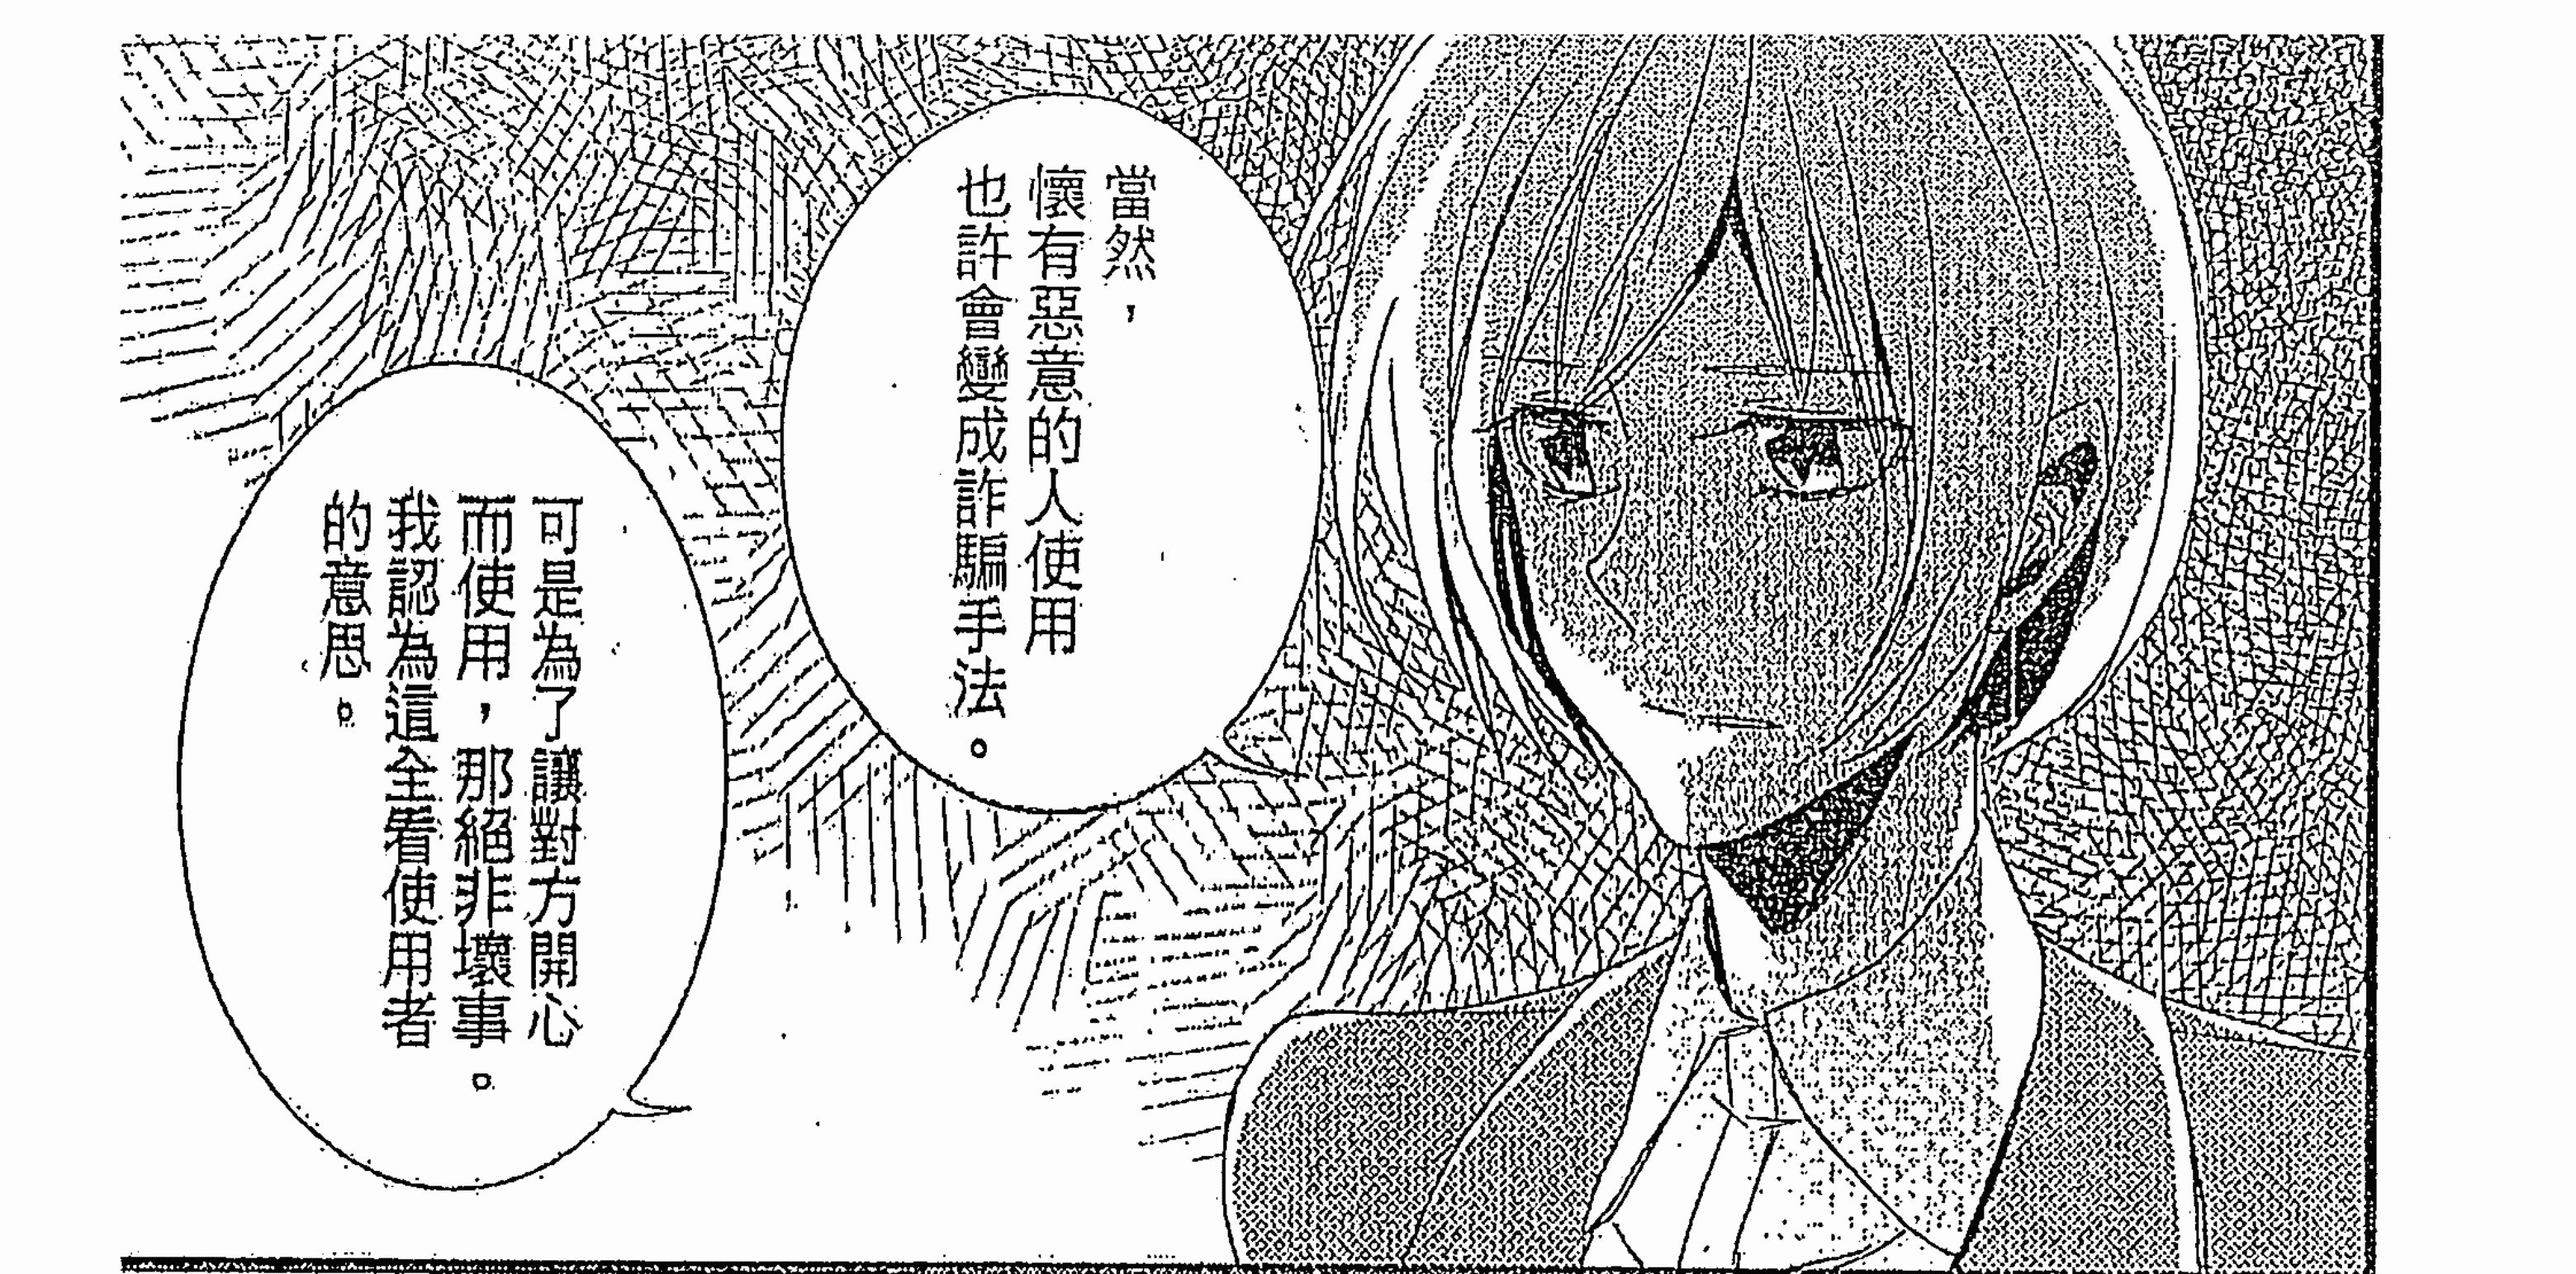 當然，
懷有惡意的人使用
也許會變成詐騙手法。
可是為了讓對方開心
而使用，那絕非壞事。
我認為這全看使用者
的意思。